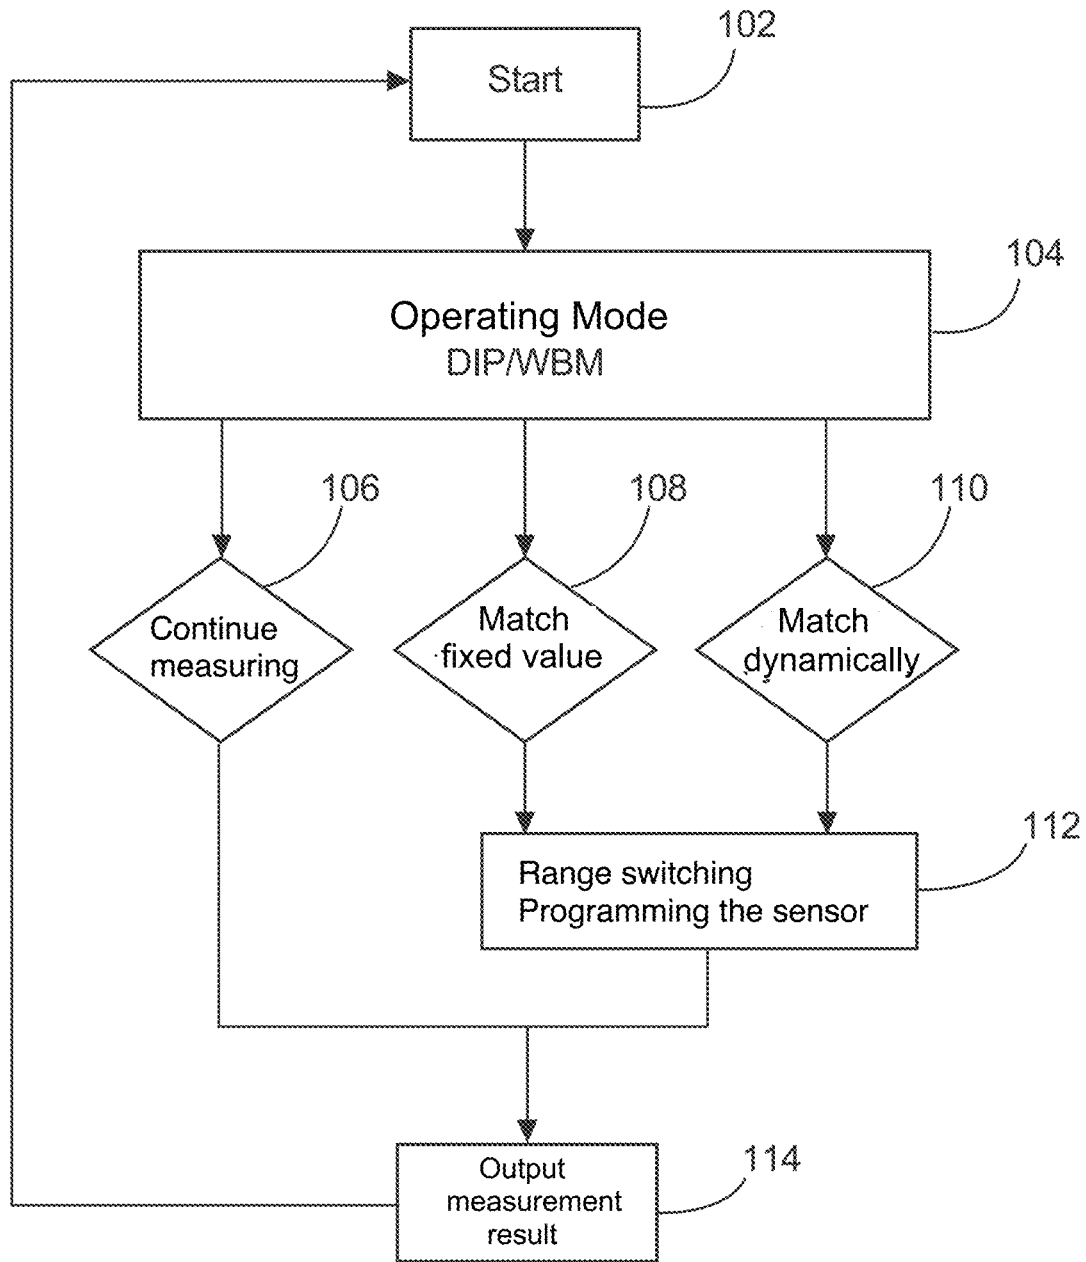 102
Start
104
Operating Mode
DIP/WBM
106
108
110
Continue
measuring
Match
fixed value
Match
dynamically
112
Range switching
Programming the sensor
114
Output
measurement
result